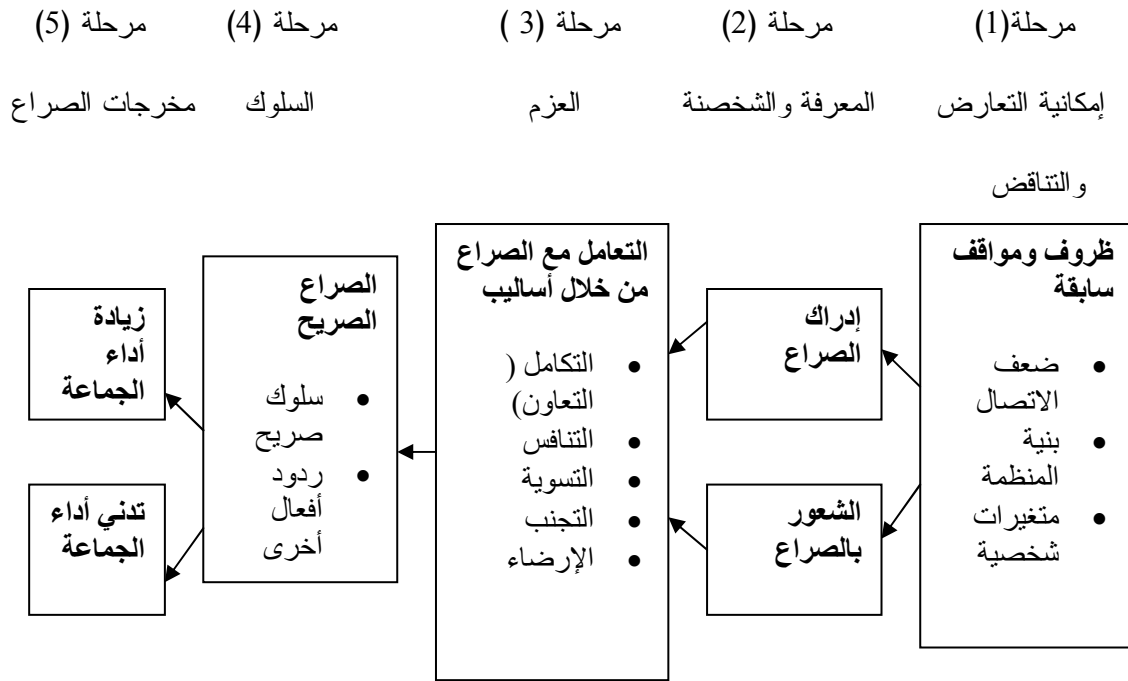 مرحلة(1)
مرحلة (2)
مرحلة (3 )
مرحلة (4)
مرحلة (5)
إمكانية التعارض
والتناقض
المعرفة والشخصنة
العزم
السلوك
مخرجات الصراع
ظروف ومواقف
سابقة
• ضعف
الاتصال
• بنية
المنظمة
• متغيرات
شخصية
إدراك
الصراع
الشعور
بالصراع
التعامل مع الصراع
من خلال أساليب
• التكامل (
التعاون)
• التنافس
• التسوية
• التجنب
• الإرضاء
الصراع
الصريح
• سلوك
صريح
• ردود
أفعال
أخرى
زيادة
أداء
الجماعة
تدني أداء
الجماعة